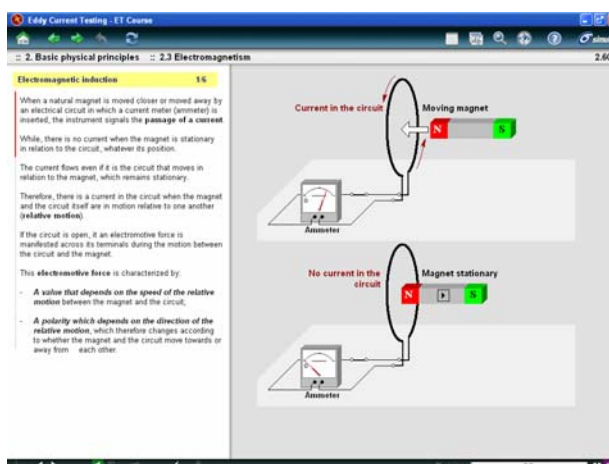 Eddy Current Testing - ET Course
:: 2. Basic physical principles :: 2.3 Electromagnetism
2.60
Electromagnetic induction 1/6
When a natural magnet is moved closer or moved away by
an electrical circuit in which a current meter (ammeter) is
inserted, the instrument signals the passage of a current.
While, there is no current when the magnet is stationary
in relation to the circuit, whatever its position.
The current flows even if it is the circuit that moves in
relation to the magnet, which remains stationary.
Therefore, there is a current in the circuit when the magnet
and the circuit itself are in motion relative to one another
(relative motion).
If the circuit is open, it an electromotive force is
manifested across its terminals during the motion between
the circuit and the magnet.
This electromotive force is characterized by:
- A value that depends on the speed of the relative
motion between the magnet and the circuit;
- A polarity which depends on the direction of the
relative motion, which therefore changes according
to whether the magnet and the circuit move towards or
away from each other.
Current in the circuit
Moving magnet
N S
Ammeter
No current in the
circuit
Magnet stationary
N S
Ammeter